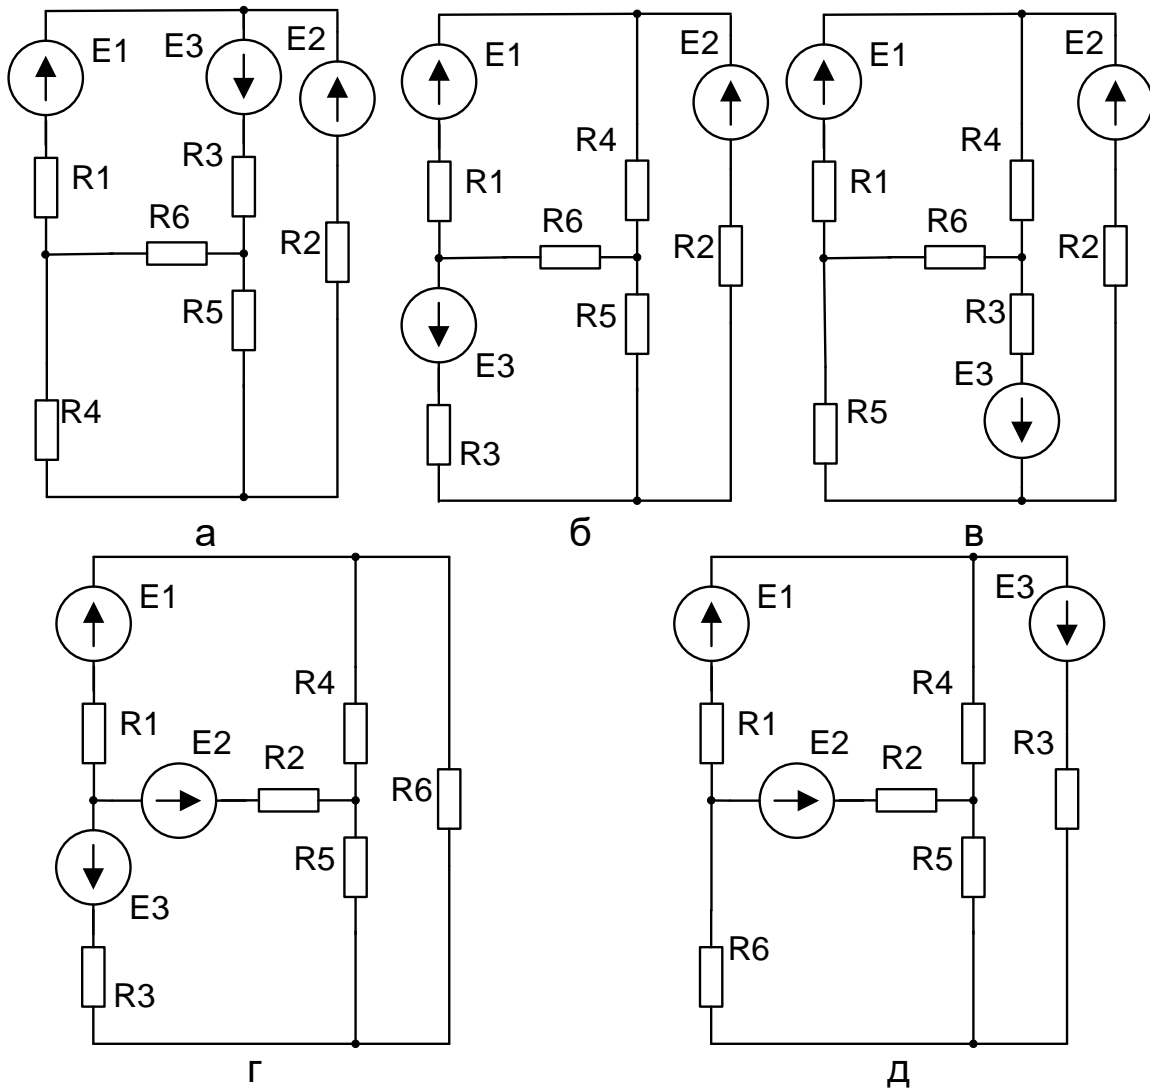 E1 E3 E2
R1 R3 R6 R2
R5
R4
а
E1 E2
R4
R1 R6 R2
R5
E3
R3
б
E1 E2
R4
R1 R6 R2
R3
E3
R5
в
E1
R4
R1 E2 R2 R6
R5
E3
R3
г
E1 E3
R4
R1 E2 R2 R3
R5
R6
д